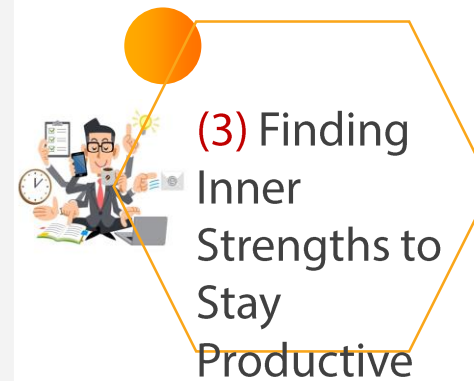 (3) Finding
Inner
Strengths to
Stay
Productive